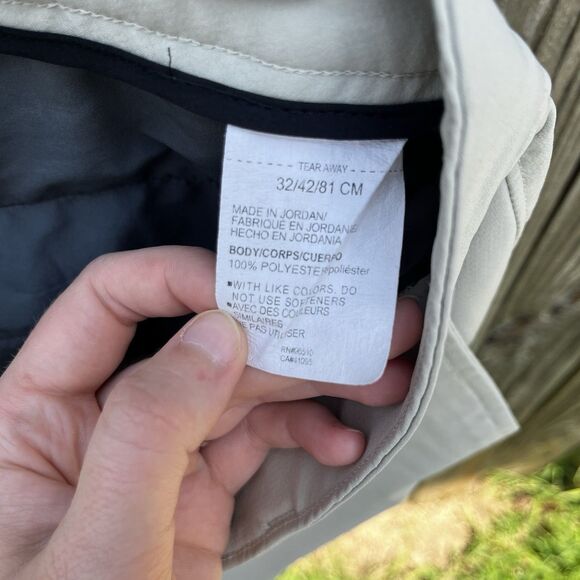 TEAR AWAY
32/42/81 CM
MADE IN JORDAN/
FABRIQUE EN JORDANIE
HECHO EN JORDANIA
BODY/CORPS/CUERPO
100% POLYESTER/poliéster
▪WITH LIKE COLORS. DO
NOT USE SOFTENERS
▪AVEC DES COULEURS
SIMILAIRES
NE PAS UTILISER